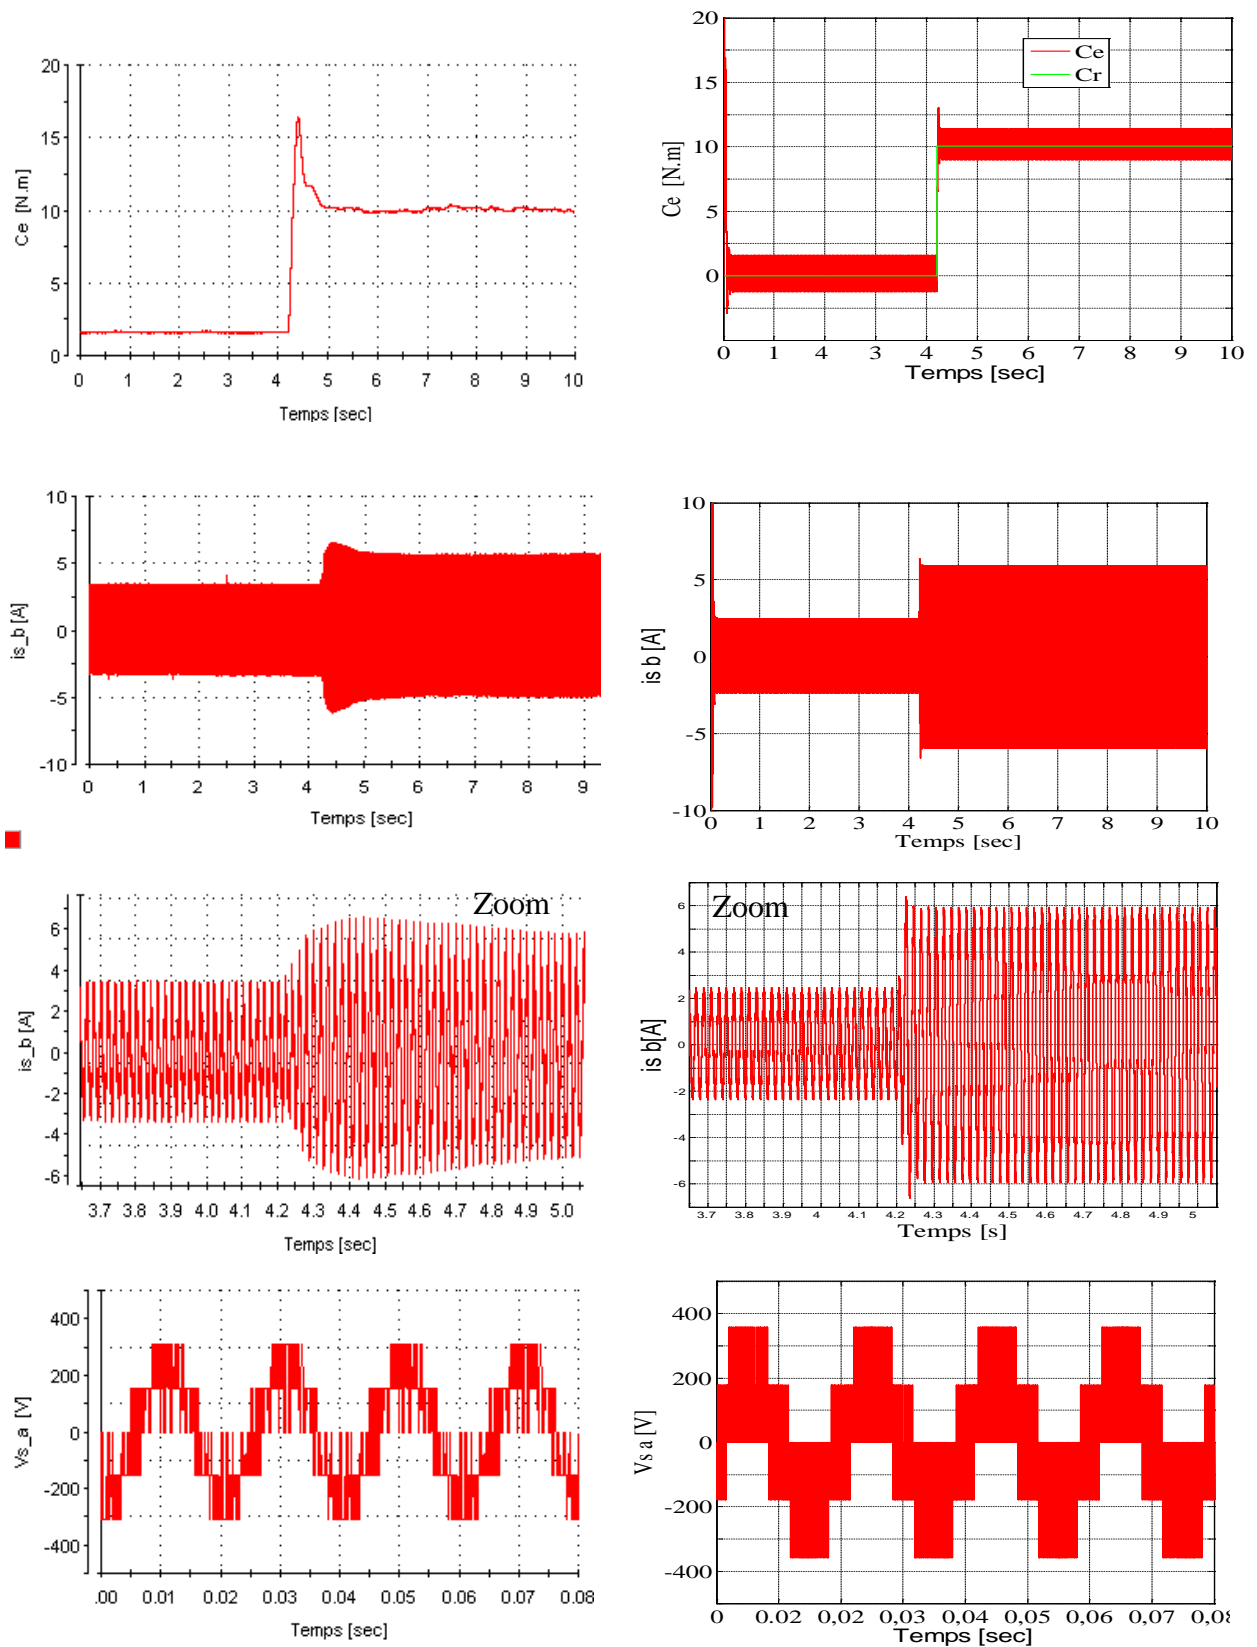 20
15
10
5
0
Ce [N.m]
0 1 2 3 4 5 6 7 8 9 10
Temps [sec]
20
15
10
5
0
Ce [N.m]
Ce
Cr
0 1 4 3 4 5 6 7 8 9 10
Temps [sec]
10
5
0
-5
-10
is_b [A]
0 1 2 3 4 5 6 7 8 9
Temps [sec]
10
5
0
-5
-10
is b [A]
0 1 2 3 4 5 6 7 8 9 10
Temps [sec]
Zoom
6
4
2
0
-2
-4
-6
is_b [A]
3.7 3.8 3.9 4.0 4.1 4.2 4.3 4.4 4.5 4.6 4.7 4.8 4.9 5.0
Temps [sec]
Zoom
6
4
2
0
-2
-4
-6
is b[A]
3.7 3.8 3.9 4 4.1 4.2 4.3 4.4 4.5 4.6 4.7 4.8 4.9 5
Temps [s]
400
200
0
-200
-400
Vs_a [V]
.00 0.01 0.02 0.03 0.04 0.05 0.06 0.07 0.08
Temps [sec]
400
200
0
-200
-400
Vs a [V]
0 0.02 0,02 0,03 0,04 0,05 0,06 0,07 0,08
Temps [sec]